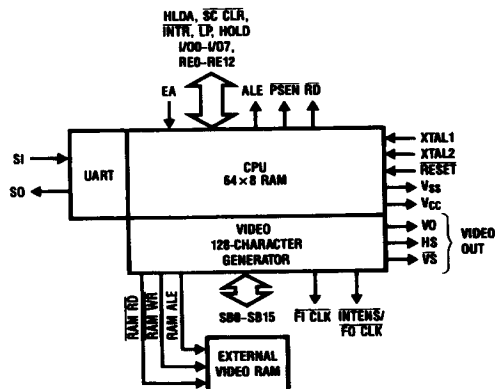 HLDA, SC CLR,
INTR, LP, HOLD
I/O0-I/O7,
RE0-RE12
EA
ALE PSEN RD
SI
SO
UART
CPU
64×8 RAM
XTAL1
XTAL2
RESET
VSS
VCC
VIDEO
128-CHARACTER
GENERATOR
VO
HS
VS
VIDEO
OUT
RAM RD
RAM WR
RAM ALE
SB0-SB15
FI CLK
INTENS/
FO CLK
EXTERNAL
VIDEO RAM